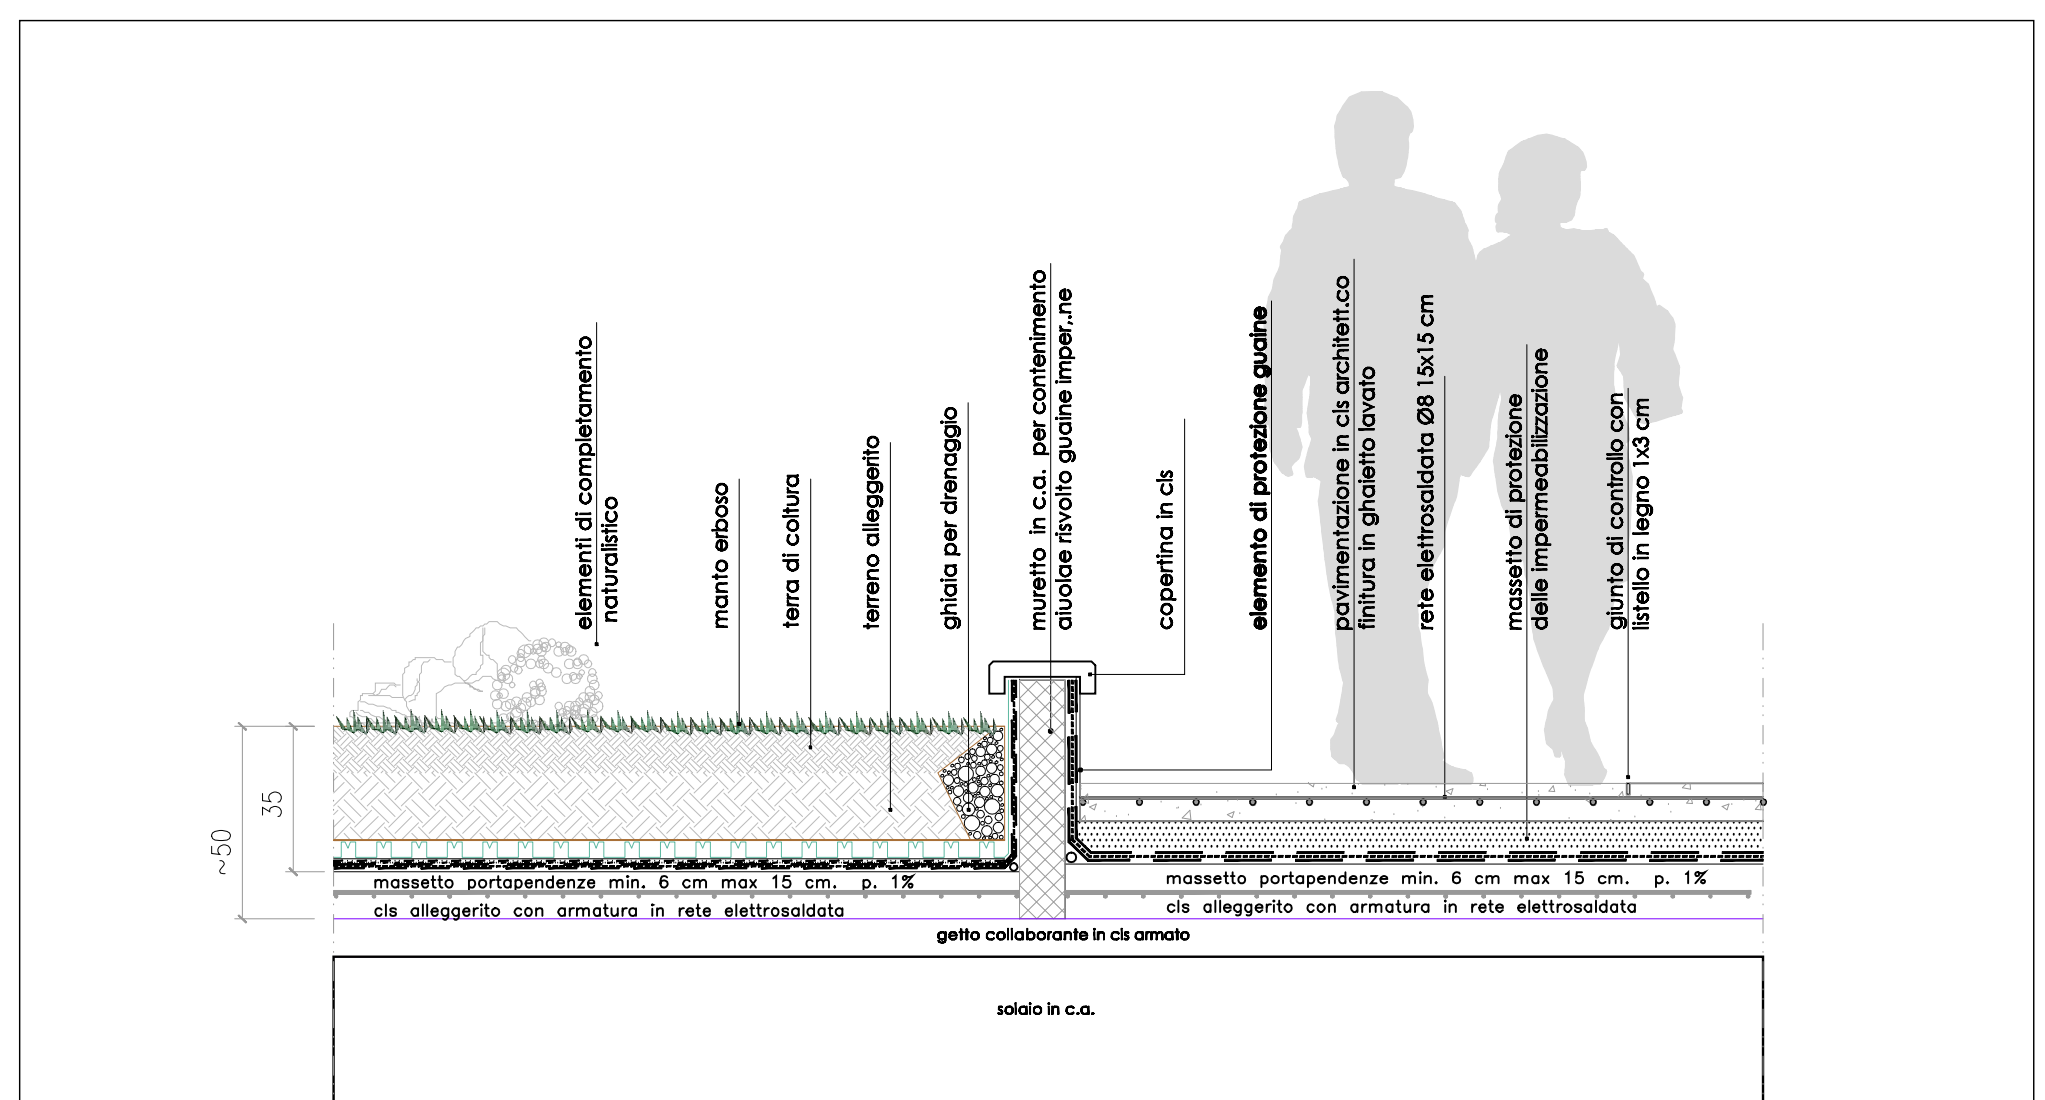 elementi di completamento
naturalistico
manto erboso
terra di coltura
terreno alleggerito
ghiaia per drenaggio
muretto in c.a. per contenimento
aiuolae risvolto guaine imper,.ne
copertina in cls
elemento di protezione guaine
pavimentazione in cls architett.co
finitura in ghaietto lavato
rete elettrosaldata Ø8 15x15 cm
massetto di protezione
delle impermeabilizzazione
giunto di controllo con
listello in legno 1x3 cm
35
~50
massetto portapendenze min. 6 cm max 15 cm. p. 1%
massetto portapendenze min. 6 cm max 15 cm. p. 1%
cls alleggerito con armatura in rete elettrosaldata
cls alleggerito con armatura in rete elettrosaldata
getto collaborante in cls armato
solaio in c.a.